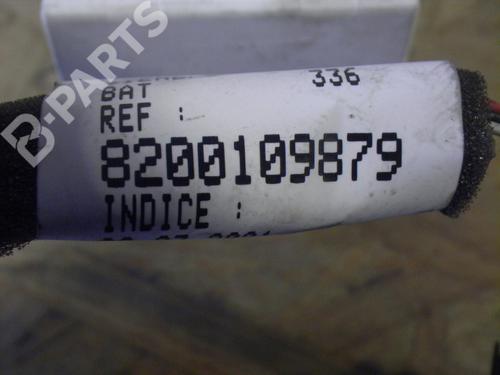 BAT 336
REF :
8200109879
INDICE :
B-PARTS